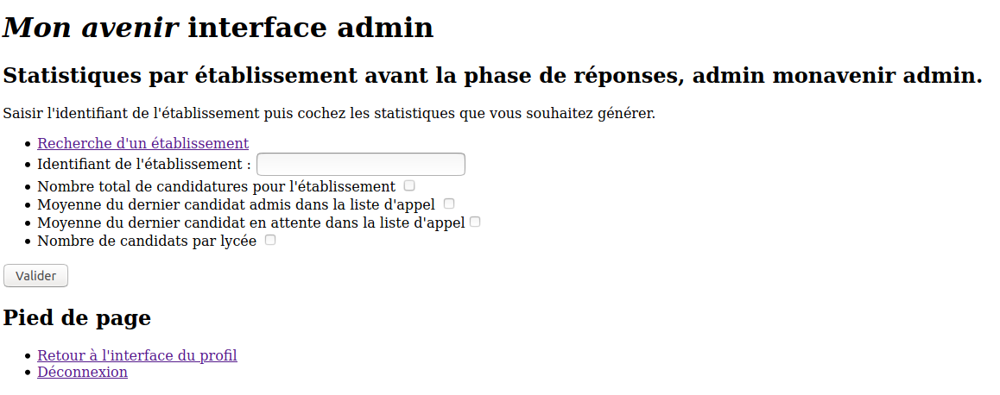 Mon avenir interface admin
Statistiques par établissement avant la phase de réponses, admin monavenir admin.
Saisir l'identifiant de l'établissement puis cochez les statistiques que vous souhaitez générer.
Recherche d'un établissement
Identifiant de l'établissement :
Nombre total de candidatures pour l'établissement
Moyenne du dernier candidat admis dans la liste d'appel
Moyenne du dernier candidat en attente dans la liste d'appel
Nombre de candidats par lycée
Valider
Pied de page
Retour à l'interface du profil
Déconnexion